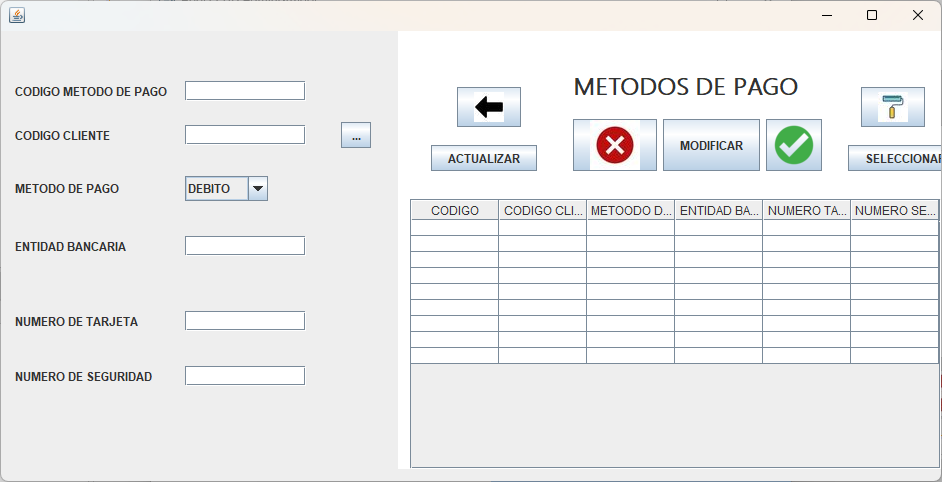 CODIGO METODO DE PAGO
CODIGO CLIENTE
...
METODO DE PAGO
DEBITO
ENTIDAD BANCARIA
NUMERO DE TARJETA
NUMERO DE SEGURIDAD
METODOS DE PAGO
ACTUALIZAR
MODIFICAR
SELECCIONAR
CODIGO CODIGO CLI... METOODO D... ENTIDAD BA... NUMERO TA... NUMERO SE...